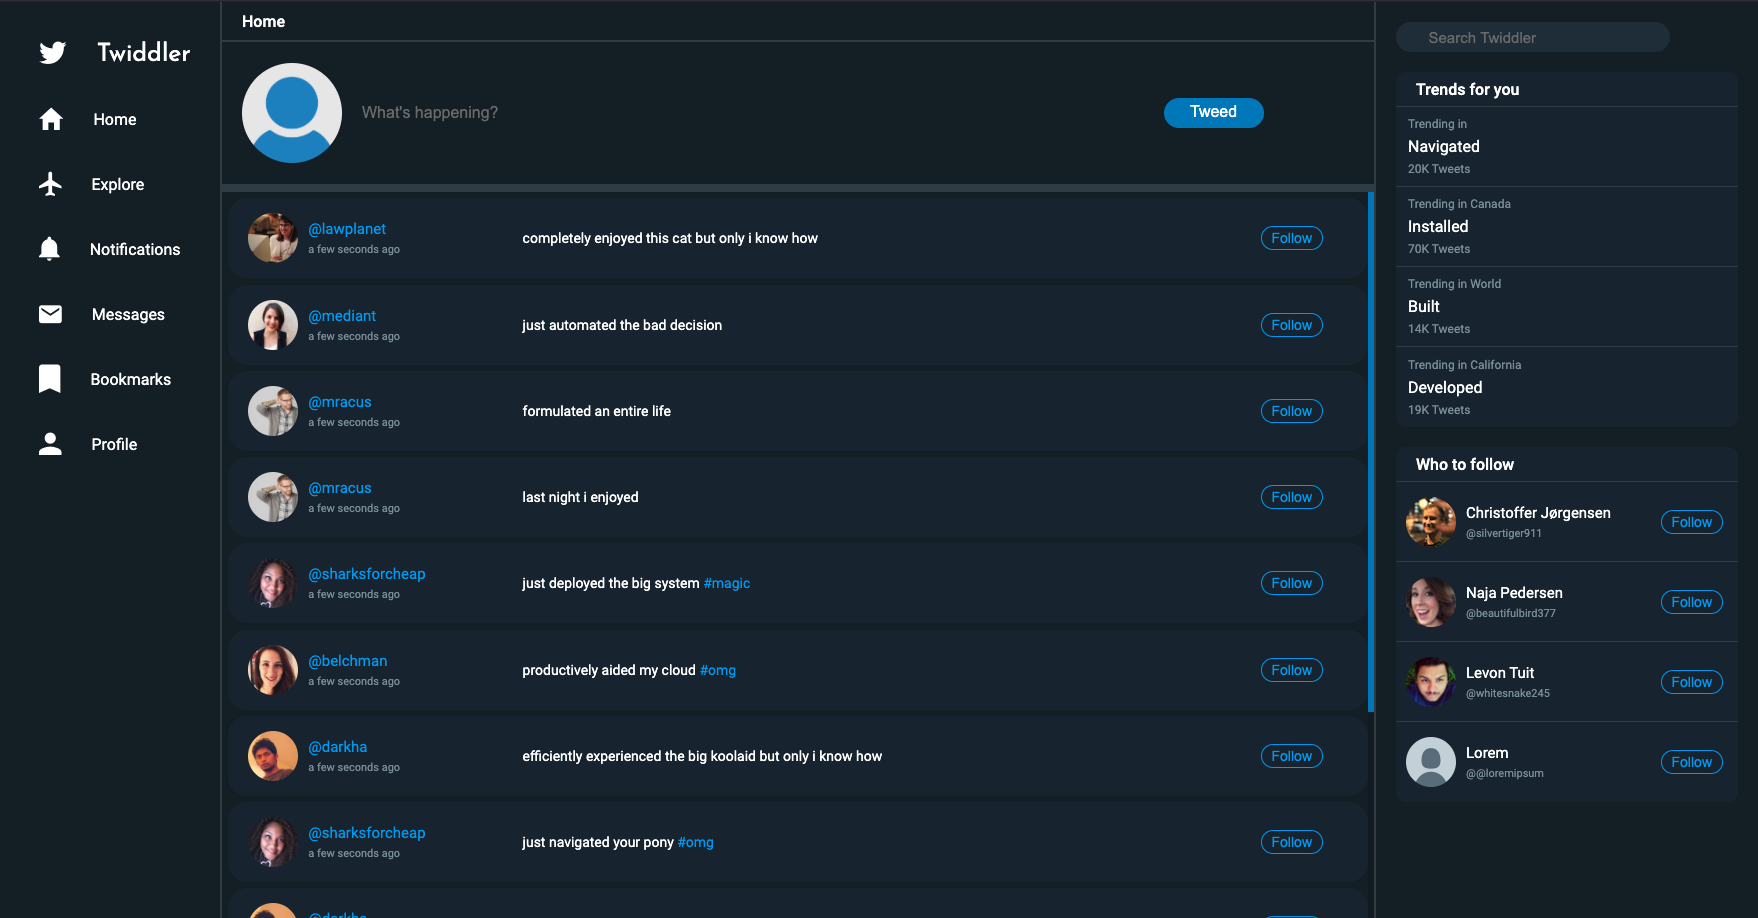 Twiddler
Home
Explore
Notifications
Messages
Bookmarks
Profile
Home
What's happening?
Tweed
@lawplanet
a few seconds ago
completely enjoyed this cat but only i know how
Follow
@mediant
a few seconds ago
just automated the bad decision
Follow
@mracus
a few seconds ago
formulated an entire life
Follow
@mracus
a few seconds ago
last night i enjoyed
Follow
@sharksforcheap
a few seconds ago
just deployed the big system #magic
Follow
@belchman
a few seconds ago
productively aided my cloud #omg
Follow
@darkha
a few seconds ago
efficiently experienced the big koolaid but only i know how
Follow
@sharksforcheap
a few seconds ago
just navigated your pony #omg
Follow
@darkha
Search Twiddler
Trends for you
Trending in
Navigated
20K Tweets
Trending in Canada
Installed
70K Tweets
Trending in World
Built
14K Tweets
Trending in California
Developed
19K Tweets
Who to follow
Christoffer Jørgensen
@silvertiger911
Follow
Naja Pedersen
@beautifulbird377
Follow
Levon Tuit
@whitesnake245
Follow
Lorem
@@loremipsum
Follow